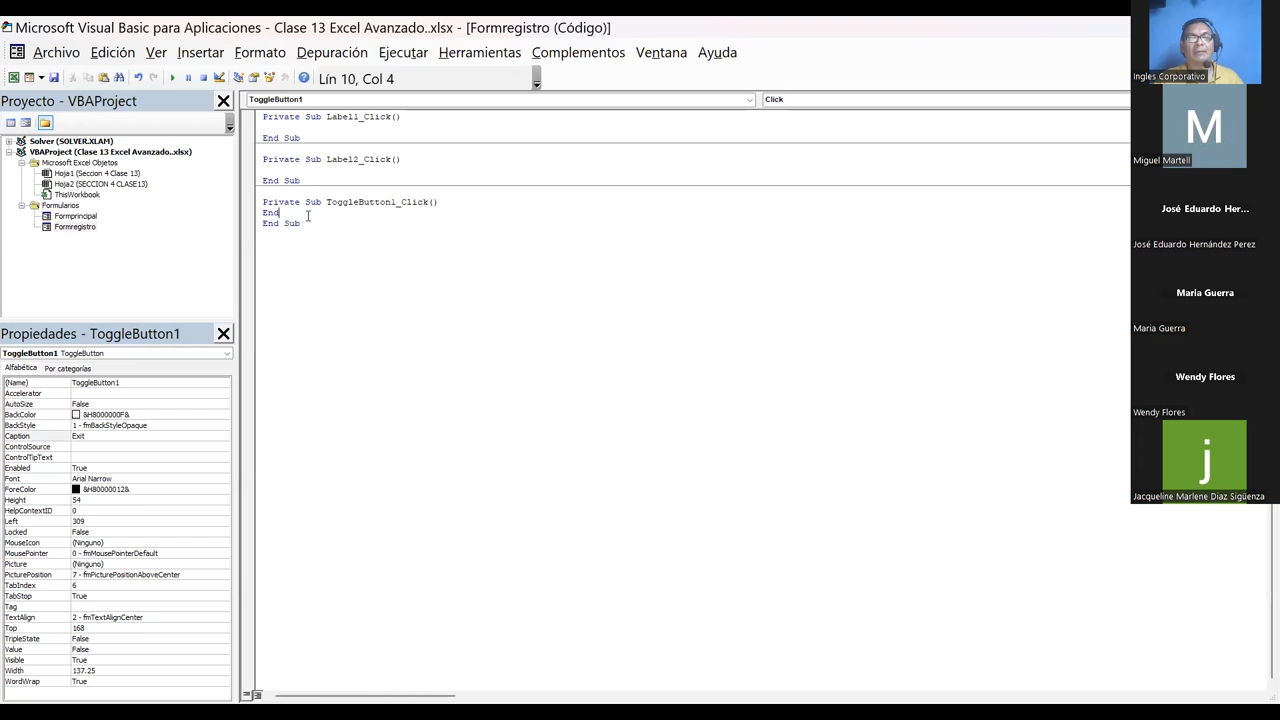 Microsoft Visual Basic para Aplicaciones - Clase 13 Excel Avanzado..xlsx - [Formregistro (Código)]
Archivo Edición Ver Insertar Formato Depuración Ejecutar Herramientas Complementos Ventana Ayuda
Lín 10, Col 4
Proyecto - VBAProject
Solver (SOLVER.XLAM)
VBAProject (Clase 13 Excel Avanzado..xlsx)
Microsoft Excel Objetos
Hoja1 (Seccion 4 Clase 13)
Hoja2 (SECCION 4 CLASE13)
ThisWorkbook
Formularios
Formprincipal
Formregistro
Propiedades - ToggleButton1
ToggleButton1 ToggleButton
Alfabética Por categorías
(Name) ToggleButton1
Accelerator
AutoSize False
BackColor &H8000000F&
BackStyle 1 - fmBackStyleOpaque
Caption Exit
ControlSource
ControlTipText
Enabled True
Font Arial Narrow
ForeColor &H80000012&
Height 54
HelpContextID 0
Left 309
Locked False
MouseIcon (Ninguno)
MousePointer 0 - fmMousePointerDefault
Picture (Ninguno)
PicturePosition 7 - fmPicturePositionAboveCenter
TabIndex 6
TabStop True
Tag
TextAlign 2 - fmTextAlignCenter
Top 168
TripleState False
Value False
Visible True
Width 137.25
WordWrap True
ToggleButton1 Click
Private Sub Label1_Click()
End Sub
Private Sub Label2_Click()
End Sub
Private Sub ToggleButton1_Click()
End
End Sub
Ingles Corporativo
M
Miguel Martell
José Eduardo Her...
José Eduardo Hernández Perez
Maria Guerra
Maria Guerra
Wendy Flores
Wendy Flores
j
Jacqueline Marlene Diaz Sigüenza